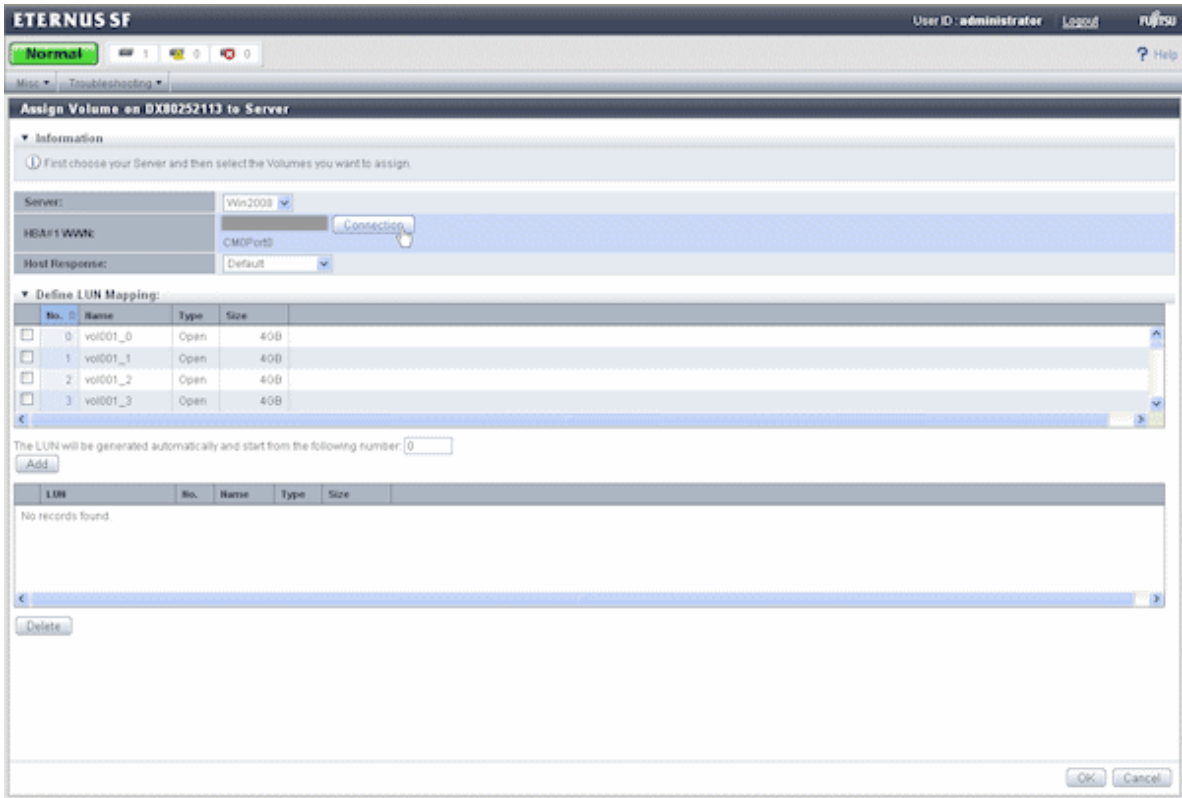 ETERNUS SF User ID : administrator Logout FUJITSU
Normal 1 0 0 ? Help
Misc Troubleshooting
Assign Volume on DX80252113 to Server
Information
First choose your Server and then select the Volumes you want to assign.
Server: Win2008
HBA#1 WWN: Connection
CM0Port0
Host Response: Default
Define LUN Mapping:
No. Name Type Size
0 vol001_0 Open 4GB
1 vol001_1 Open 4GB
2 vol001_2 Open 4GB
3 vol001_3 Open 4GB
The LUN will be generated automatically and start from the following number: 0
Add
LUN No. Name Type Size
No records found.
Delete
OK Cancel